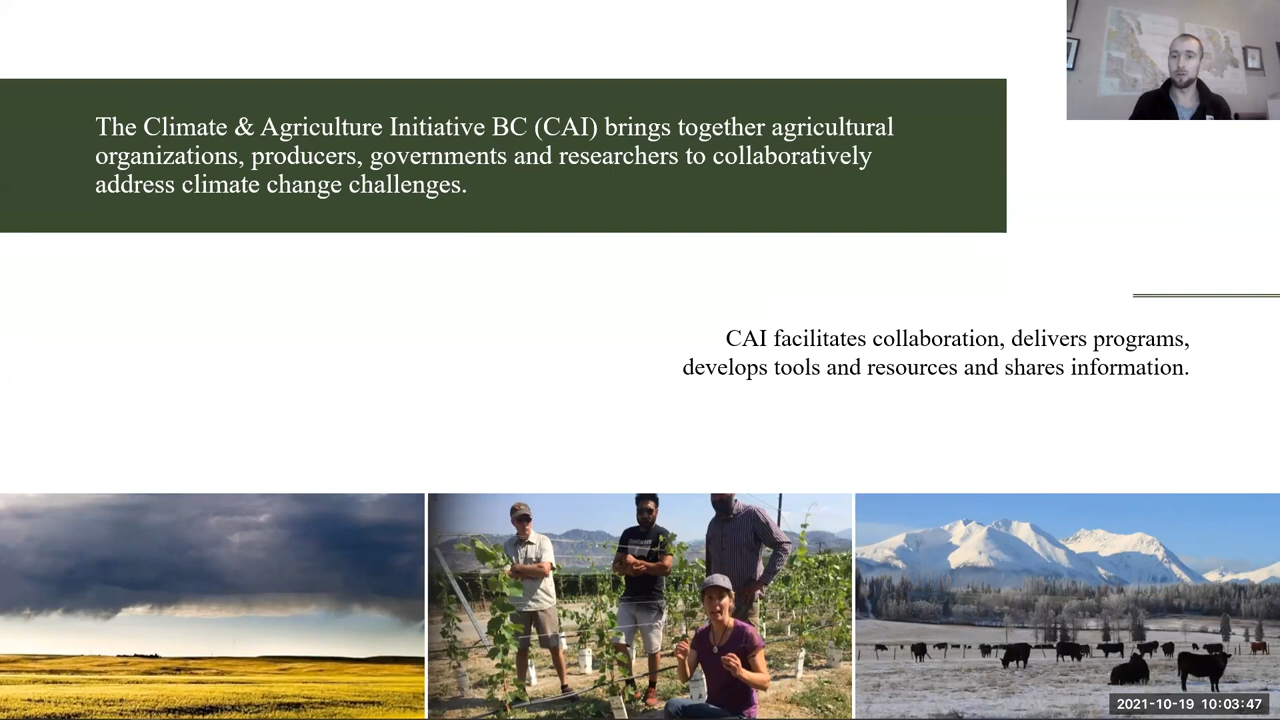 The Climate & Agriculture Initiative BC (CAI) brings together agricultural
organizations, producers, governments and researchers to collaboratively
address climate change challenges.
CAI facilitates collaboration, delivers programs,
develops tools and resources and shares information.
2021-10-19 10:03:47